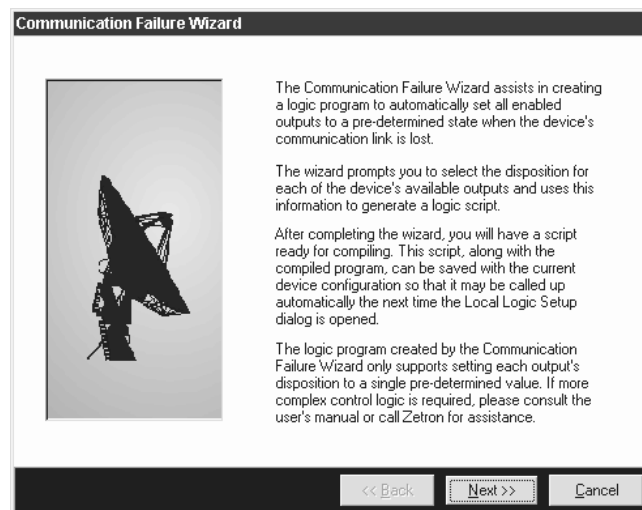 Communication Failure Wizard
The Communication Failure Wizard assists in creating
a logic program to automatically set all enabled
outputs to a pre-determined state when the device's
communication link is lost.
The wizard prompts you to select the disposition for
each of the device's available outputs and uses this
information to generate a logic script.
After completing the wizard, you will have a script
ready for compiling. This script, along with the
compiled program, can be saved with the current
device configuration so that it may be called up
automatically the next time the Local Logic Setup
dialog is opened.
The logic program created by the Communication
Failure Wizard only supports setting each output's
disposition to a single pre-determined value. If more
complex control logic is required, please consult the
user's manual or call Zetron for assistance.
<< Back
Next >>
Cancel